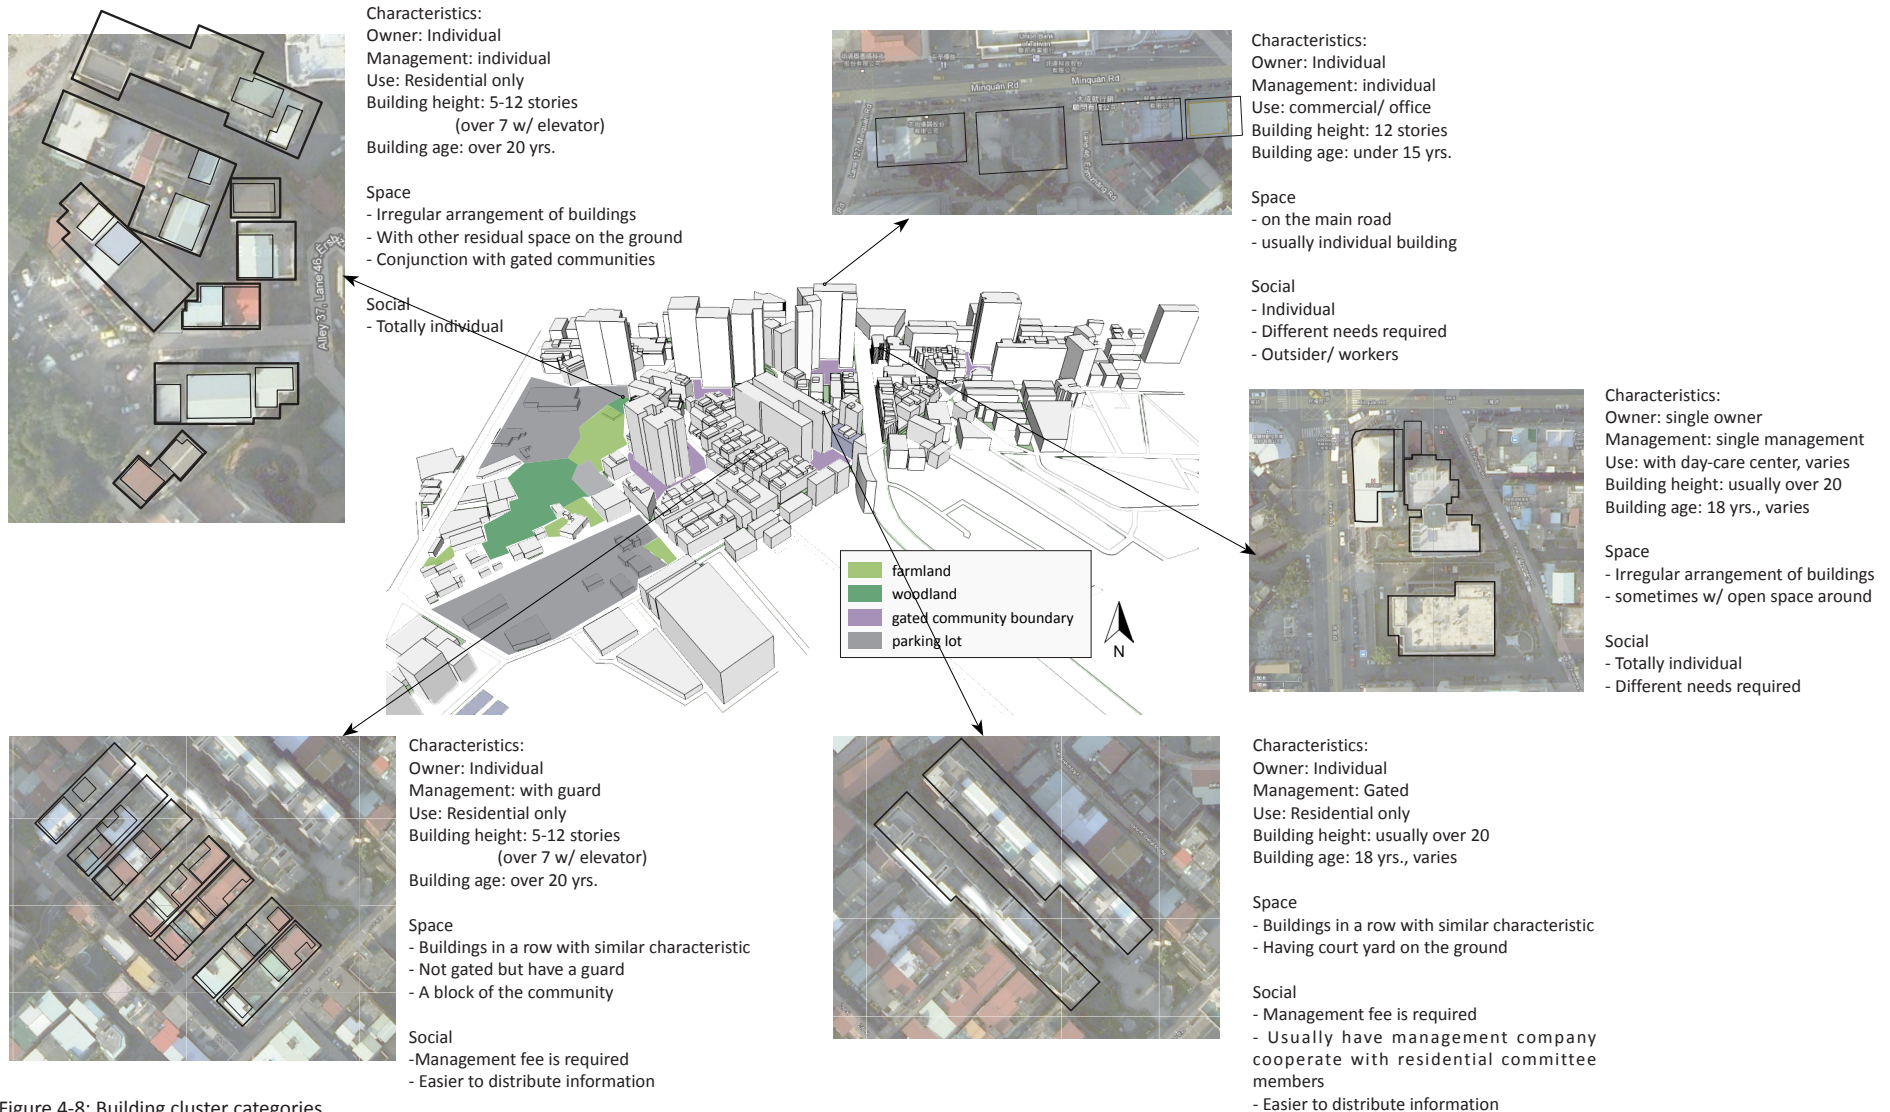 Characteristics:
Owner: Individual
Management: individual
Use: Residential only
Building height: 5-12 stories
(over 7 w/ elevator)
Building age: over 20 yrs.
Space
- Irregular arrangement of buildings
- With other residual space on the ground
- Conjunction with gated communities
Social
- Totally individual
Alley 37, Lane 46, Ersh
Union Bank
of Taiwan
Minquan Rd
Minquan Rd
Characteristics:
Owner: Individual
Management: individual
Use: commercial/ office
Building height: 12 stories
Building age: under 15 yrs.
Space
- on the main road
- usually individual building
Social
- Individual
- Different needs required
- Outsider/ workers
Characteristics:
Owner: single owner
Management: single management
Use: with day-care center, varies
Building height: usually over 20
Building age: 18 yrs., varies
Space
- Irregular arrangement of buildings
- sometimes w/ open space around
Social
- Totally individual
- Different needs required
farmland
woodland
gated community boundary
parking lot
N
Characteristics:
Owner: Individual
Management: with guard
Use: Residential only
Building height: 5-12 stories
(over 7 w/ elevator)
Building age: over 20 yrs.
Space
- Buildings in a row with similar characteristic
- Not gated but have a guard
- A block of the community
Social
-Management fee is required
- Easier to distribute information
Characteristics:
Owner: Individual
Management: Gated
Use: Residential only
Building height: usually over 20
Building age: 18 yrs., varies
Space
- Buildings in a row with similar characteristic
- Having court yard on the ground
Social
- Management fee is required
- Usually have management company
cooperate with residential committee
members
- Easier to distribute information
Figure 4-8: Building cluster categories